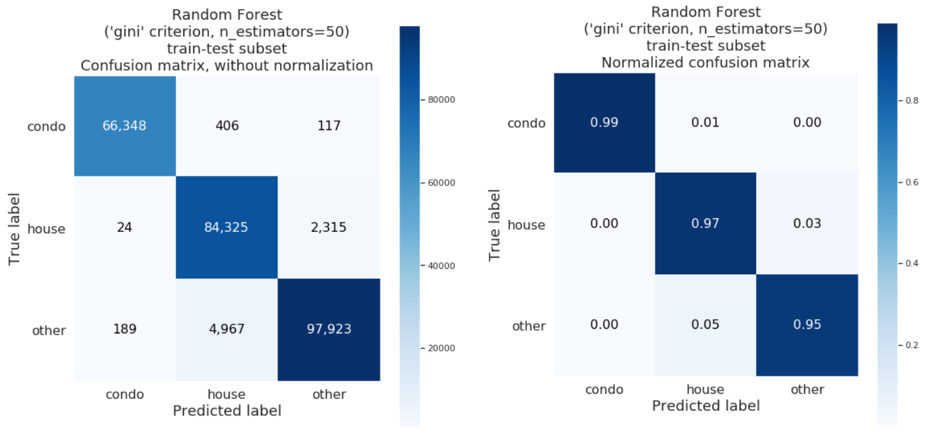 Random Forest
('gini' criterion, n_estimators=50)
train-test subset
Confusion matrix, without normalization
condo 66,348 406 117
house 24 84,325 2,315
other 189 4,967 97,923
condo house other
Predicted label
True label
80000
60000
40000
20000
Random Forest
('gini' criterion, n_estimators=50)
train-test subset
Normalized confusion matrix
condo 0.99 0.01 0.00
house 0.00 0.97 0.03
other 0.00 0.05 0.95
condo house other
Predicted label
True label
0.8
0.6
0.4
0.2